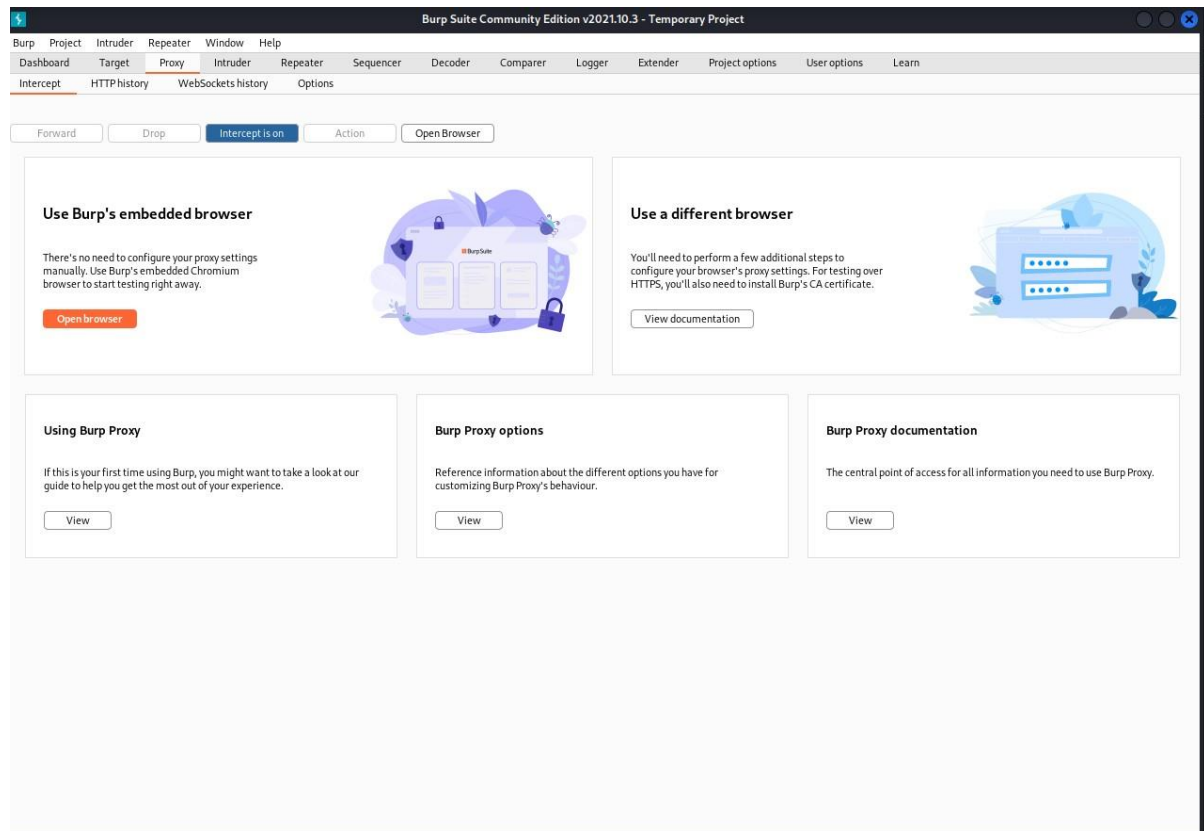 Burp Suite Community Edition v2021.10.3 - Temporary Project
Burp Project Intruder Repeater Window Help
Dashboard Target Proxy Intruder Repeater Sequencer Decoder Comparer Logger Extender Project options User options Learn
Intercept HTTP history WebSockets history Options
Forward Drop Intercept is on Action Open Browser
Use Burp's embedded browser
There's no need to configure your proxy settings
manually. Use Burp's embedded Chromium
browser to start testing right away.
Open browser
BurpSuite
Use a different browser
You'll need to perform a few additional steps to
configure your browser's proxy settings. For testing over
HTTPS, you'll also need to install Burp's CA certificate.
View documentation
Using Burp Proxy
If this is your first time using Burp, you might want to take a look at our
guide to help you get the most out of your experience.
View
Burp Proxy options
Reference information about the different options you have for
customizing Burp Proxy's behaviour.
View
Burp Proxy documentation
The central point of access for all information you need to use Burp Proxy.
View